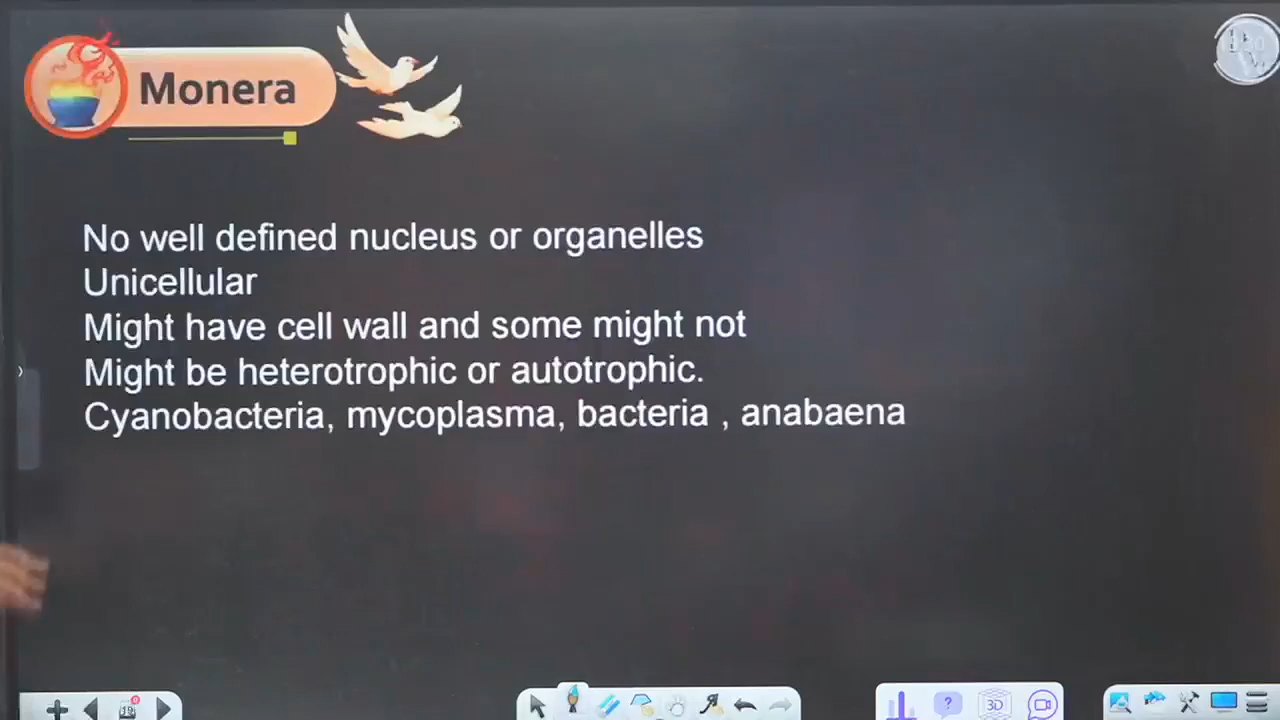 Monera
No well defined nucleus or organelles
Unicellular
Might have cell wall and some might not
Might be heterotrophic or autotrophic.
Cyanobacteria, mycoplasma, bacteria , anabaena
3D